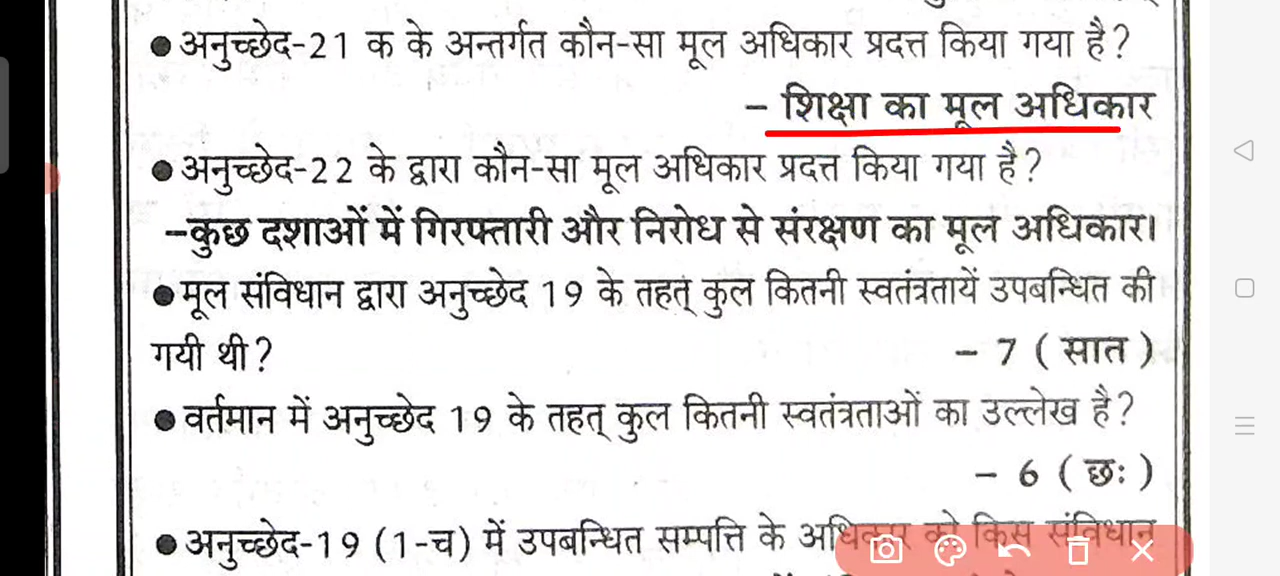 ● अनुच्छेद-21 क के अन्तर्गत कौन-सा मूल अधिकार प्रदत्त किया गया है?
– शिक्षा का मूल अधिकार
● अनुच्छेद-22 के द्वारा कौन-सा मूल अधिकार प्रदत्त किया गया है?
–कुछ दशाओं में गिरफ्तारी और निरोध से संरक्षण का मूल अधिकार।
● मूल संविधान द्वारा अनुच्छेद 19 के तहत् कुल कितनी स्वतंत्रतायें उपबन्धित की
गयी थी? – 7 ( सात )
● वर्तमान में अनुच्छेद 19 के तहत् कुल कितनी स्वतंत्रताओं का उल्लेख है?
– 6 ( छः )
● अनुच्छेद-19 (1-च) में उपबन्धित सम्पत्ति के अधिकार को किस संविधान